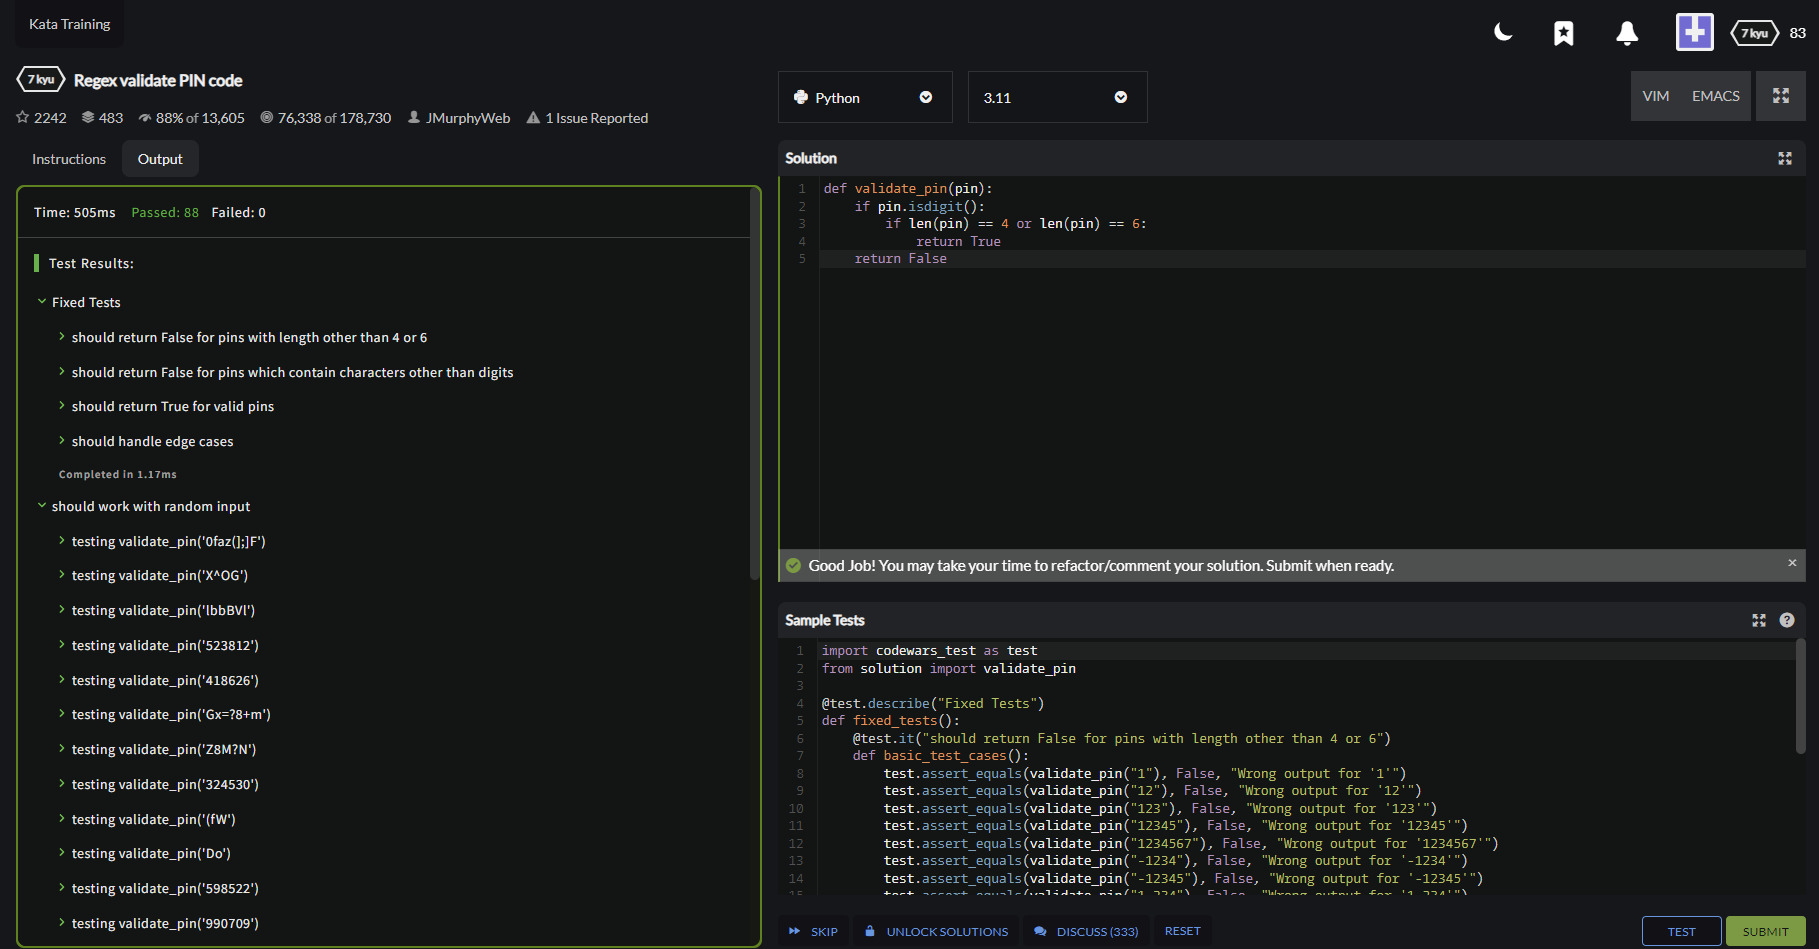 Kata Training
7 kyu 83
7 kyu Regex validate PIN code
2242 483 88% of 13,605 76,338 of 178,730 JMurphyWeb 1 Issue Reported
Instructions Output
Time: 505ms Passed: 88 Failed: 0
Test Results:
Fixed Tests
should return False for pins with length other than 4 or 6
should return False for pins which contain characters other than digits
should return True for valid pins
should handle edge cases
Completed in 1.17ms
should work with random input
testing validate_pin('0faz(];]F')
testing validate_pin('X^OG')
testing validate_pin('lbbBVl')
testing validate_pin('523812')
testing validate_pin('418626')
testing validate_pin('Gx=?8+m')
testing validate_pin('Z8M?N')
testing validate_pin('324530')
testing validate_pin('(fW')
testing validate_pin('Do')
testing validate_pin('598522')
testing validate_pin('990709')
Python 3.11
VIM EMACS
Solution
1 def validate_pin(pin):
2     if pin.isdigit():
3         if len(pin) == 4 or len(pin) == 6:
4             return True
5     return False
Good Job! You may take your time to refactor/comment your solution. Submit when ready. ×
Sample Tests ?
1 import codewars_test as test
2 from solution import validate_pin
3
4 @test.describe("Fixed Tests")
5 def fixed_tests():
6     @test.it("should return False for pins with length other than 4 or 6")
7     def basic_test_cases():
8         test.assert_equals(validate_pin("1"), False, "Wrong output for '1'")
9         test.assert_equals(validate_pin("12"), False, "Wrong output for '12'")
10         test.assert_equals(validate_pin("123"), False, "Wrong output for '123'")
11         test.assert_equals(validate_pin("12345"), False, "Wrong output for '12345'")
12         test.assert_equals(validate_pin("1234567"), False, "Wrong output for '1234567'")
13         test.assert_equals(validate_pin("-1234"), False, "Wrong output for '-1234'")
14         test.assert_equals(validate_pin("-12345"), False, "Wrong output for '-12345'")
SKIP UNLOCK SOLUTIONS DISCUSS (333) RESET TEST SUBMIT